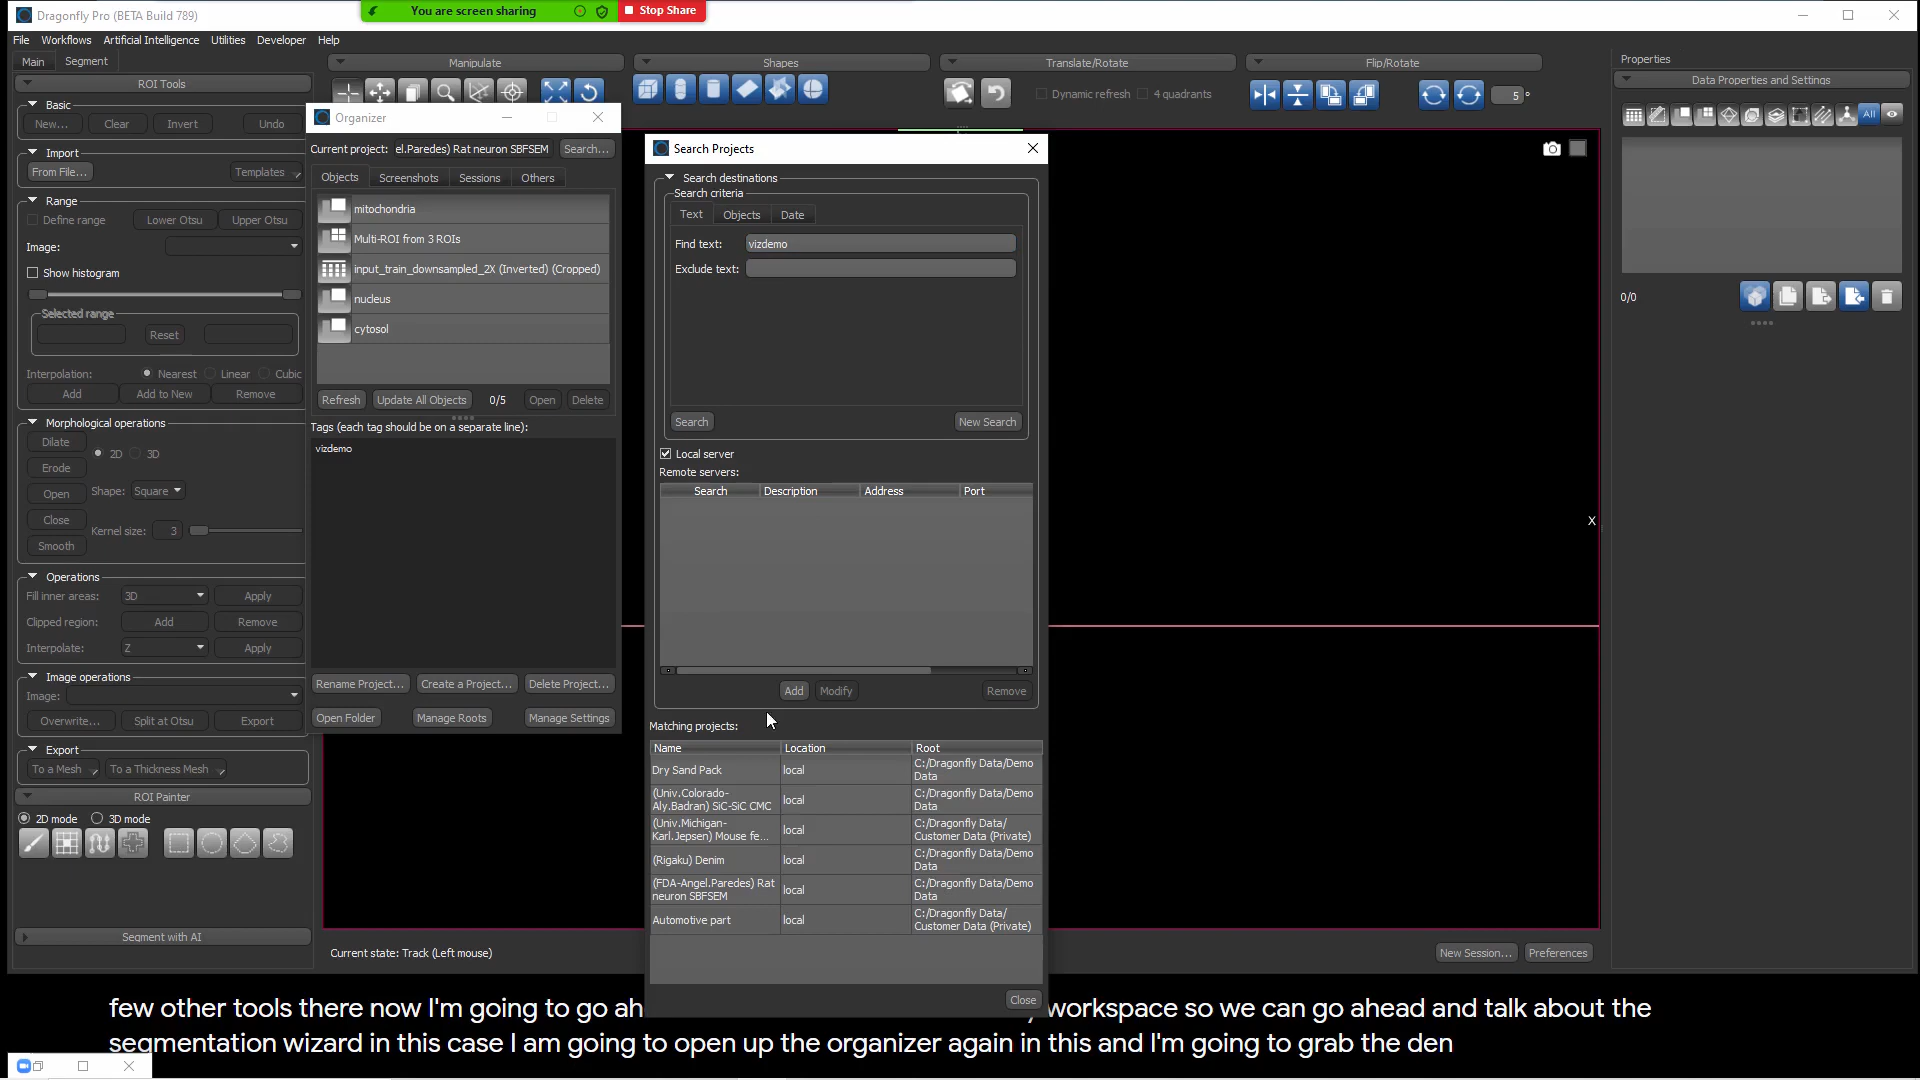 Dragonfly Pro (BETA Build 789)
You are screen sharing
Stop Share
File Workflows Artificial Intelligence Utilities Developer Help
Main Segment
Manipulate
Shapes
Translate/Rotate
Flip/Rotate
Dynamic refresh 4 quadrants
5 °
Properties
Data Properties and Settings
All
0/0
ROI Tools
Basic
New... Clear Invert Undo
Import
From File... Templates
Range
Define range Lower Otsu Upper Otsu
Image:
Show histogram
Selected range
Reset
Interpolation: Nearest Linear Cubic
Add Add to New Remove
Morphological operations
Dilate 2D 3D
Erode
Open Shape: Square
Close Kernel size: 3
Smooth
Operations
Fill inner areas: 3D Apply
Clipped region: Add Remove
Interpolate: Z Apply
Image operations
Image:
Overwrite... Split at Otsu Export
Export
To a Mesh To a Thickness Mesh
ROI Painter
2D mode 3D mode
Segment with AI
Organizer
Current project: el.Paredes) Rat neuron SBFSEM Search...
Objects Screenshots Sessions Others
mitochondria
Multi-ROI from 3 ROIs
input_train_downsampled_2X (Inverted) (Cropped)
nucleus
cytosol
Refresh Update All Objects 0/5 Open Delete
Tags (each tag should be on a separate line):
vizdemo
Rename Project... Create a Project... Delete Project...
Open Folder Manage Roots Manage Settings
Search Projects
Search destinations
Search criteria
Text Objects Date
Find text: vizdemo
Exclude text:
Search New Search
Local server
Remote servers:
Search Description Address Port
Add Modify Remove
Matching projects:
Name Location Root
Dry Sand Pack local C:/Dragonfly Data/Demo
Data
(Univ.Colorado-
Aly.Badran) SiC-SiC CMC local C:/Dragonfly Data/Demo
Data
(Univ.Michigan-
Karl.Jepsen) Mouse fe... local C:/Dragonfly Data/
Customer Data (Private)
(Rigaku) Denim local C:/Dragonfly Data/Demo
Data
(FDA-Angel.Paredes) Rat
neuron SBFSEM local C:/Dragonfly Data/Demo
Data
Automotive part local C:/Dragonfly Data/
Customer Data (Private)
Close
X
Current state: Track (Left mouse)
New Session... Preferences
few other tools there now I'm going to go ah y workspace so we can go ahead and talk about the
segmentation wizard in this case I am going to open up the organizer again in this and I'm going to grab the den